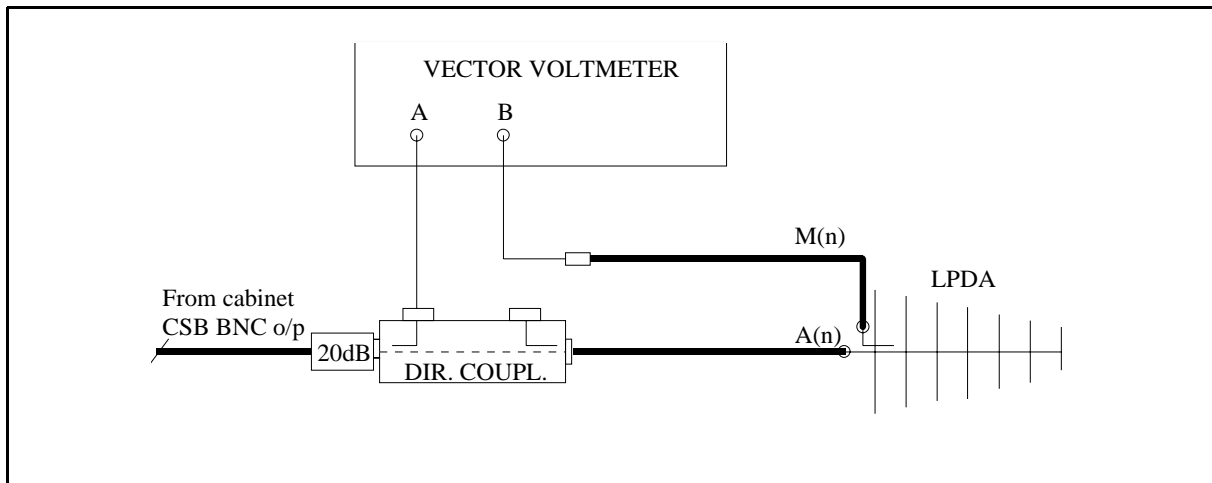 VECTOR VOLTMETER
A
B
M(n)
LPDA
From cabinet
CSB BNC o/p
A(n)
20dB
DIR. COUPL.